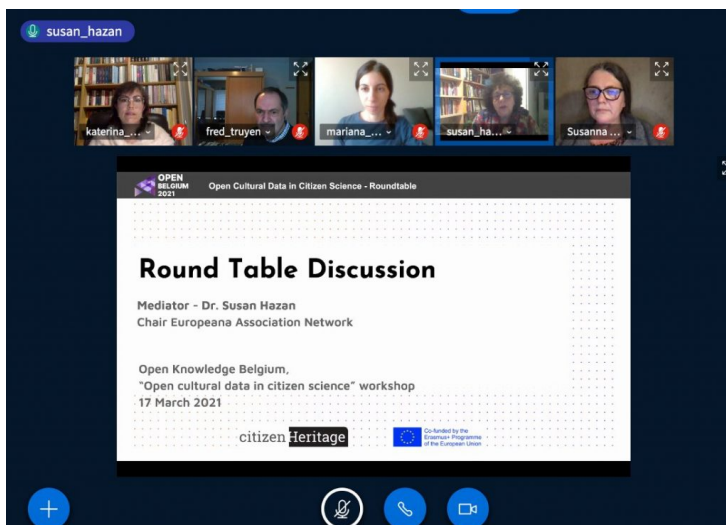 susan_hazan
katerina_...
fred_truyen
mariana_...
susan_ha...
Susanna ...
OPEN
BELGIUM
2021
Open Cultural Data in Citizen Science - Roundtable
Round Table Discussion
Mediator - Dr. Susan Hazan
Chair Europeana Association Network
Open Knowledge Belgium,
“Open cultural data in citizen science” workshop
17 March 2021
citizenHeritage
Co-funded by the
Erasmus+ Programme
of the European Union